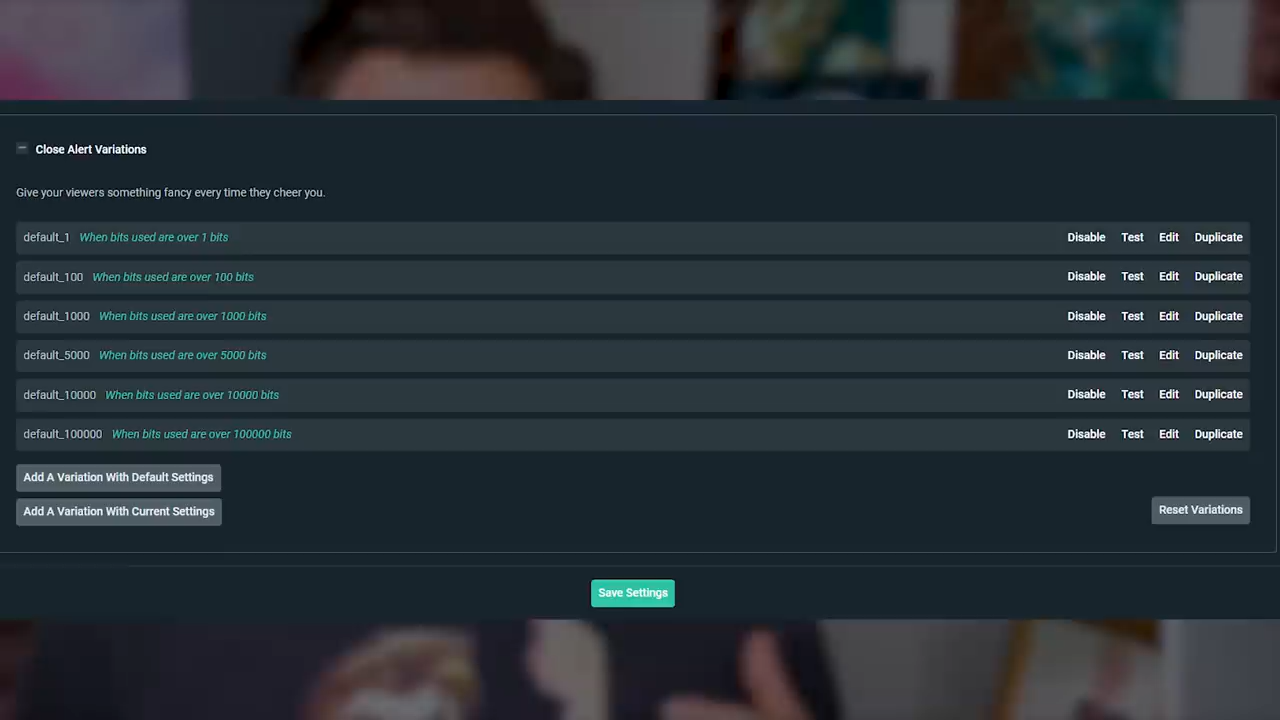 Close Alert Variations
Give your viewers something fancy every time they cheer you.
default_1 When bits used are over 1 bits Disable Test Edit Duplicate
default_100 When bits used are over 100 bits Disable Test Edit Duplicate
default_1000 When bits used are over 1000 bits Disable Test Edit Duplicate
default_5000 When bits used are over 5000 bits Disable Test Edit Duplicate
default_10000 When bits used are over 10000 bits Disable Test Edit Duplicate
default_100000 When bits used are over 100000 bits Disable Test Edit Duplicate
Add A Variation With Default Settings
Add A Variation With Current Settings
Reset Variations
Save Settings